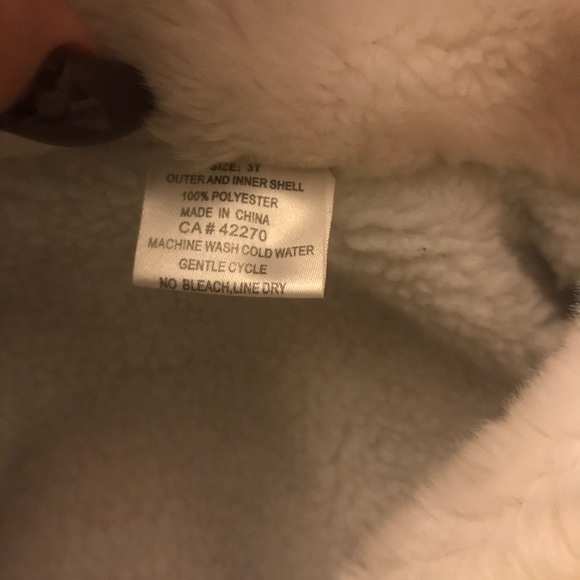 SIZE: 3T
OUTER AND INNER SHELL
100% POLYESTER
MADE IN CHINA
CA # 42270
MACHINE WASH COLD WATER
GENTLE CYCLE
NO BLEACH,LINE DRY